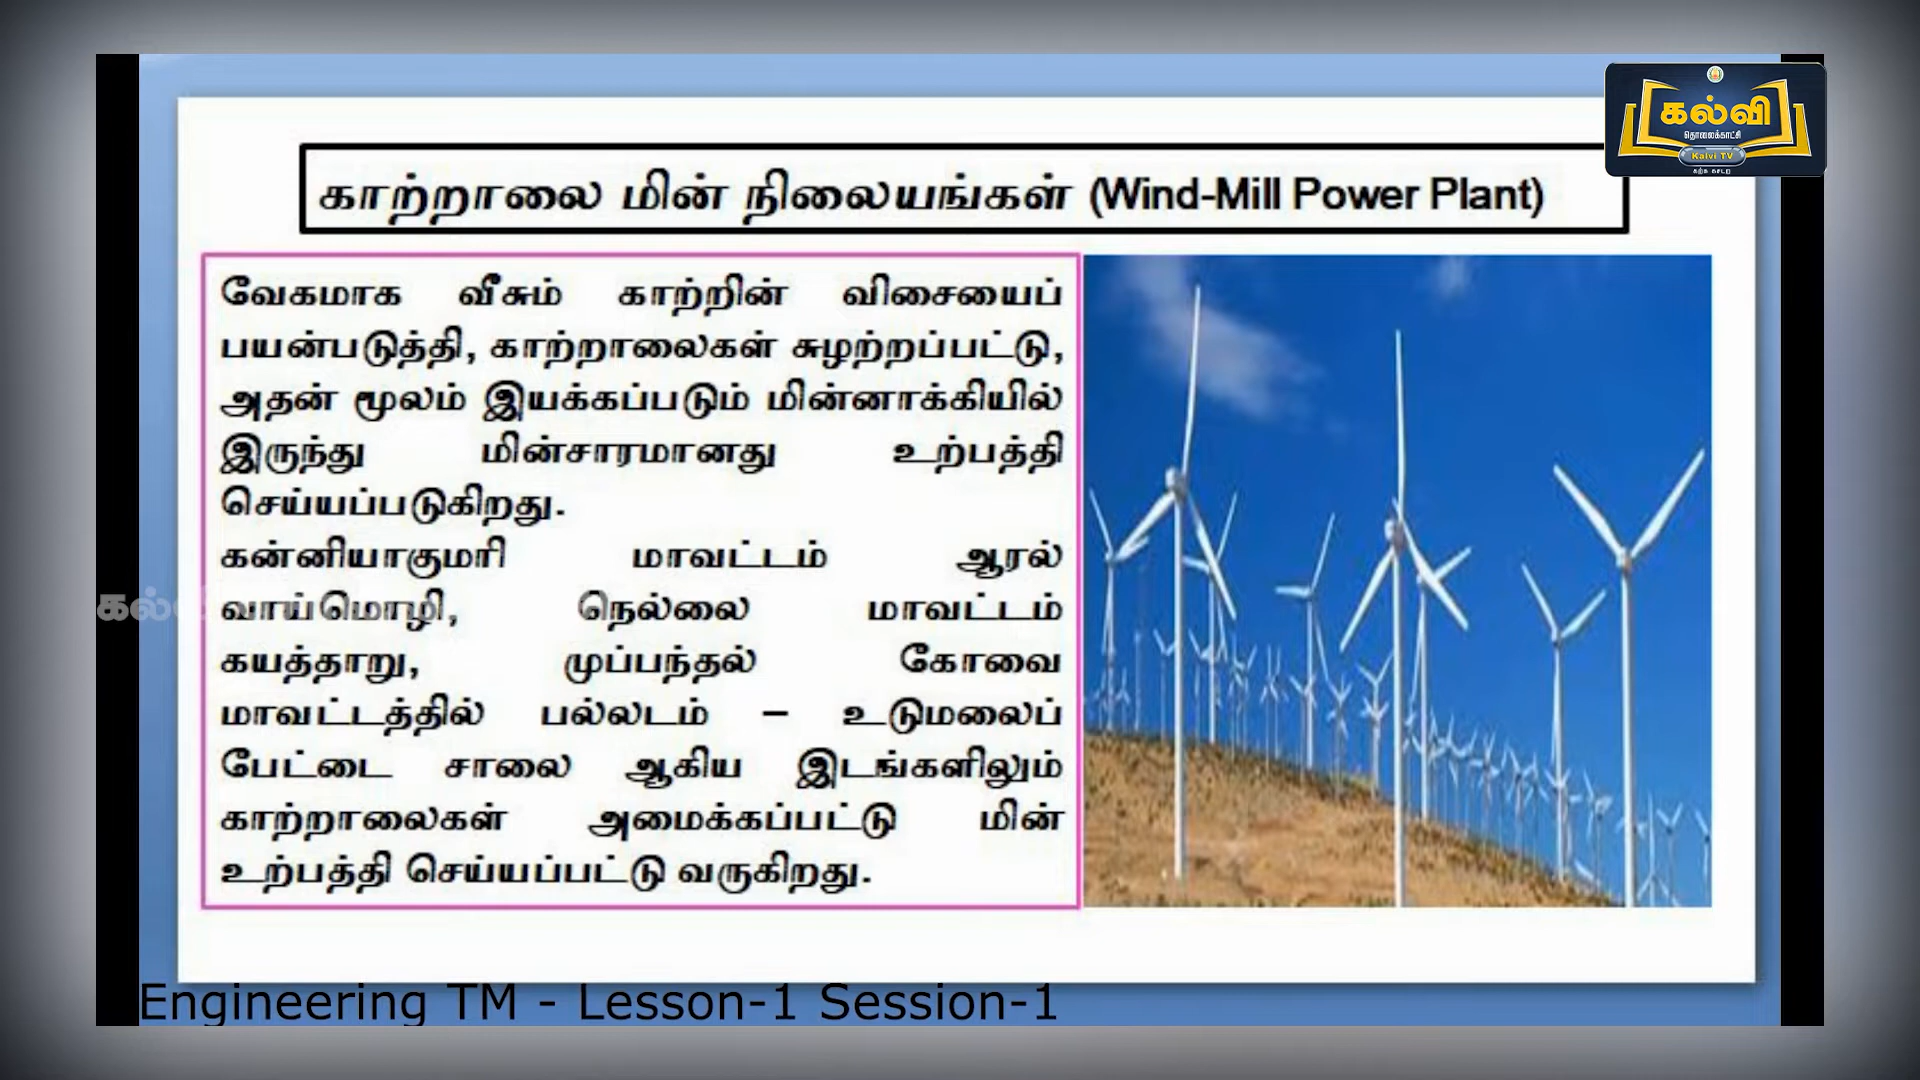 கல்வி
தொலைக்காட்சி
Kalvi TV
கற்க கசடற
காற்றாலை மின் நிலையங்கள் (Wind-Mill Power Plant)
வேகமாக வீசும் காற்றின் விசையைப்
பயன்படுத்தி, காற்றாலைகள் சுழற்றப்பட்டு,
அதன் மூலம் இயக்கப்படும் மின்னாக்கியில்
இருந்து மின்சாரமானது உற்பத்தி
செய்யப்படுகிறது.
கன்னியாகுமரி மாவட்டம் ஆரல்
வாய்மொழி, நெல்லை மாவட்டம்
கயத்தாறு, முப்பந்தல் கோவை
மாவட்டத்தில் பல்லடம் – உடுமலைப்
பேட்டை சாலை ஆகிய இடங்களிலும்
காற்றாலைகள் அமைக்கப்பட்டு மின்
உற்பத்தி செய்யப்பட்டு வருகிறது.
Engineering TM - Lesson-1 Session-1